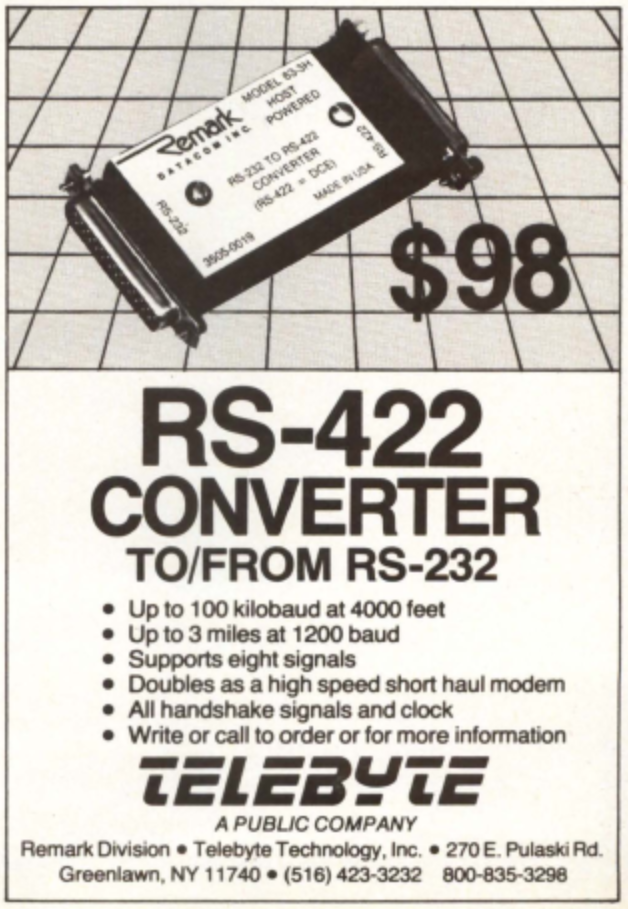 Remark
DATACOM INC.
MODEL 83-3H
HOST
POWERED
RS-232 TO RS-422
CONVERTER
(RS-422 = DCE)
MADE IN USA
RS-232
RS-422
3505-0019
$98
RS-422
CONVERTER
TO/FROM RS-232
• Up to 100 kilobaud at 4000 feet
• Up to 3 miles at 1200 baud
• Supports eight signals
• Doubles as a high speed short haul modem
• All handshake signals and clock
• Write or call to order or for more information
TELEBYTE
A PUBLIC COMPANY
Remark Division • Telebyte Technology, Inc. • 270 E. Pulaski Rd.
Greenlawn, NY 11740 • (516) 423-3232 800-835-3298